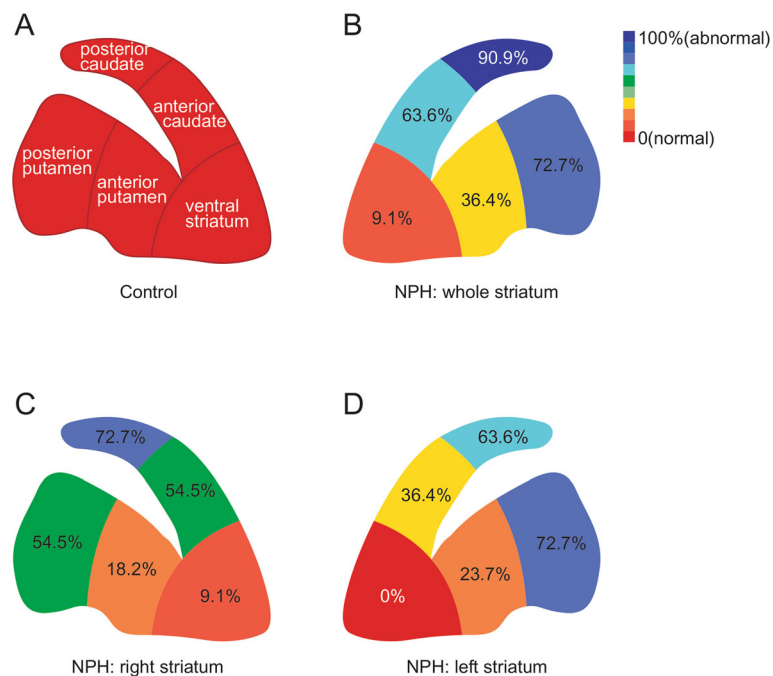 A
posterior
caudate
anterior
caudate
posterior
putamen
anterior
putamen
ventral
striatum
Control
B
90.9%
63.6%
72.7%
36.4%
9.1%
NPH: whole striatum
100%(abnormal)
0(normal)
C
72.7%
54.5%
54.5%
18.2%
9.1%
NPH: right striatum
D
63.6%
36.4%
72.7%
23.7%
0%
NPH: left striatum